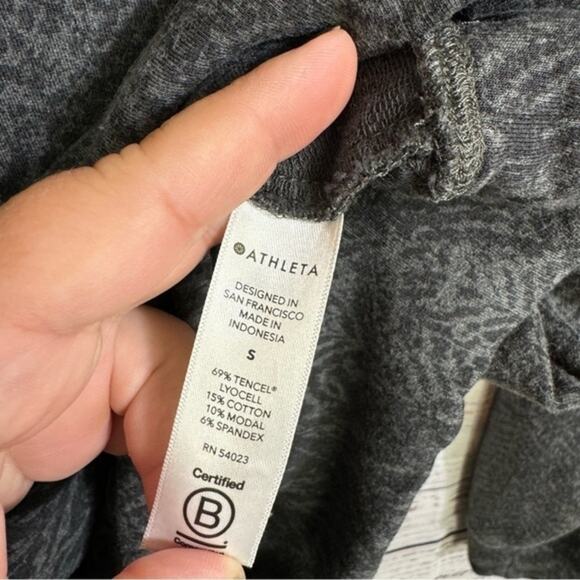 ATHLETA
DESIGNED IN
SAN FRANCISCO
MADE IN
INDONESIA
S
69% TENCEL®
LYOCELL
15% COTTON
10% MODAL
6% SPANDEX
RN 54023
Certified
B